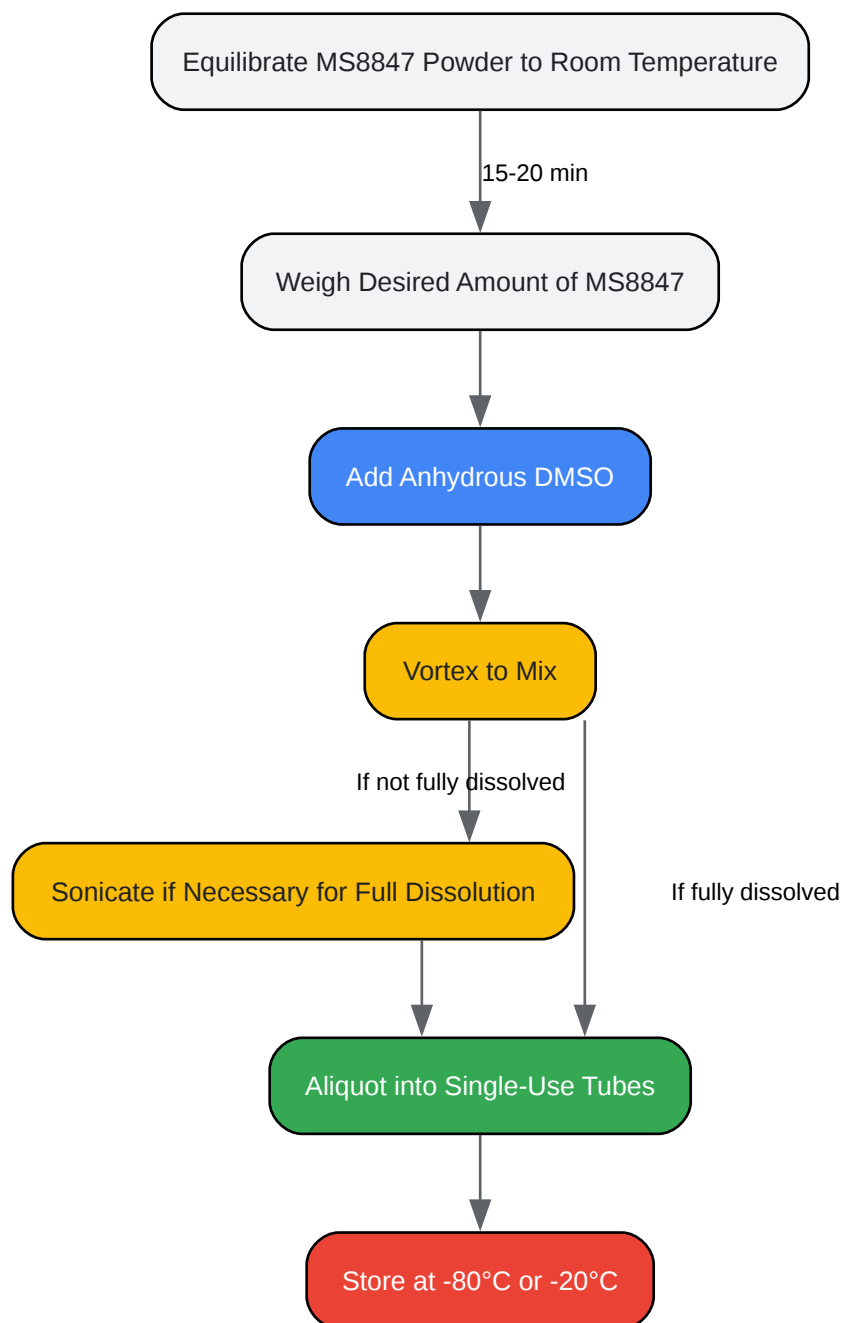 Equilibrate MS8847 Powder to Room Temperature
15-20 min
Weigh Desired Amount of MS8847
Add Anhydrous DMSO
Vortex to Mix
If not fully dissolved
Sonicate if Necessary for Full Dissolution
If fully dissolved
Aliquot into Single-Use Tubes
Store at -80°C or -20°C